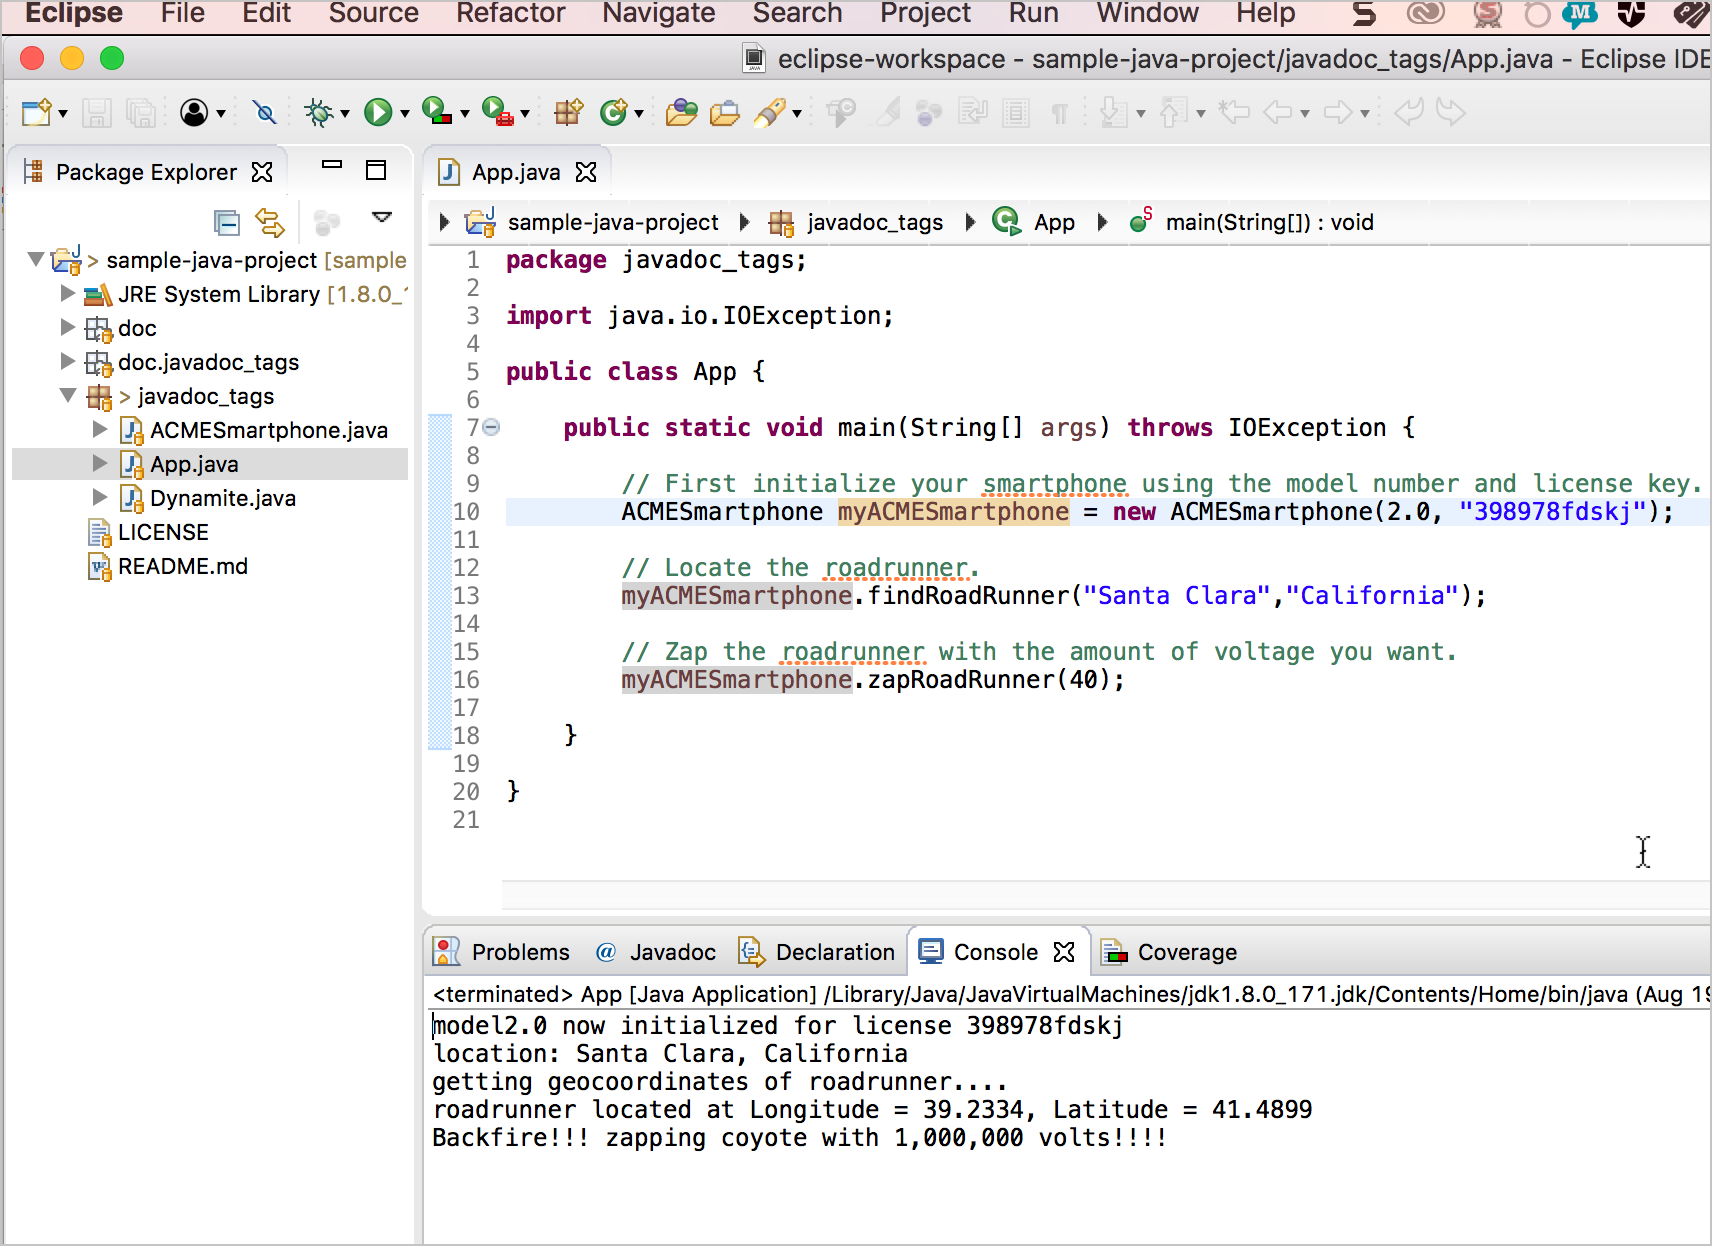 Eclipse File Edit Source Refactor Navigate Search Project Run Window Help
eclipse-workspace - sample-java-project/javadoc_tags/App.java - Eclipse IDE
Package Explorer
> sample-java-project [sample
JRE System Library [1.8.0_1
doc
doc.javadoc_tags
> javadoc_tags
ACMESmartphone.java
App.java
Dynamite.java
LICENSE
README.md
App.java
sample-java-project javadoc_tags App main(String[]) : void
1 package javadoc_tags;
2
3 import java.io.IOException;
4
5 public class App {
6
7 public static void main(String[] args) throws IOException {
8
9 // First initialize your smartphone using the model number and license key.
10 ACMESmartphone myACMESmartphone = new ACMESmartphone(2.0, "398978fdskj");
11
12 // Locate the roadrunner.
13 myACMESmartphone.findRoadRunner("Santa Clara","California");
14
15 // Zap the roadrunner with the amount of voltage you want.
16 myACMESmartphone.zapRoadRunner(40);
17
18 }
19
20 }
21
Problems @ Javadoc Declaration Console Coverage
<terminated> App [Java Application] /Library/Java/JavaVirtualMachines/jdk1.8.0_171.jdk/Contents/Home/bin/java (Aug 19
model2.0 now initialized for license 398978fdskj
location: Santa Clara, California
getting geocoordinates of roadrunner....
roadrunner located at Longitude = 39.2334, Latitude = 41.4899
Backfire!!! zapping coyote with 1,000,000 volts!!!!